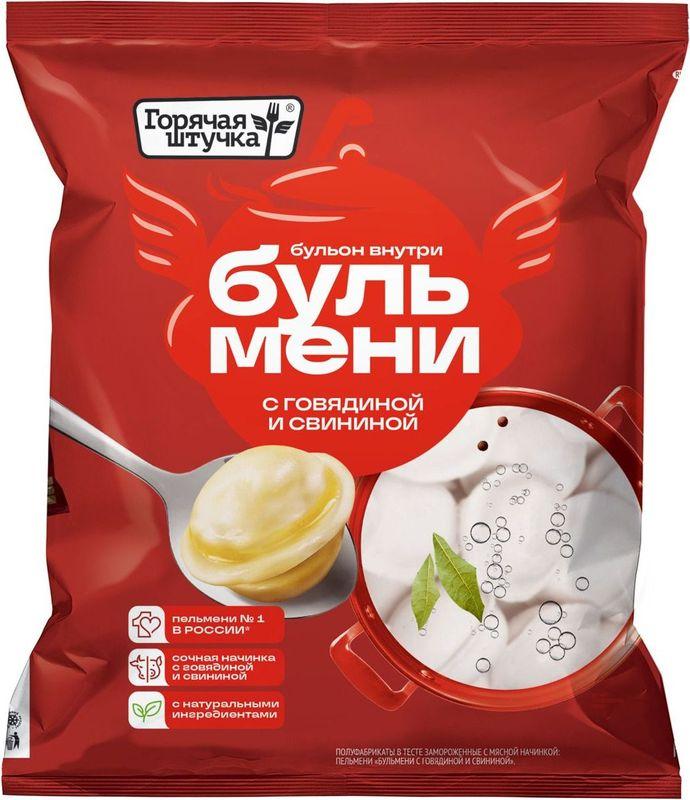 Горячая
штучка
®
бульон внутри
буль
мени
с говядиной
и свининой
пельмени № 1
в России*
сочная начинка
с говядиной
и свининой
с натуральными
ингредиентами
ПОЛУФАБРИКАТЫ В ТЕСТЕ ЗАМОРОЖЕННЫЕ С МЯСНОЙ НАЧИНКОЙ:
ПЕЛЬМЕНИ «БУЛЬМЕНИ С ГОВЯДИНОЙ И СВИНИНОЙ».